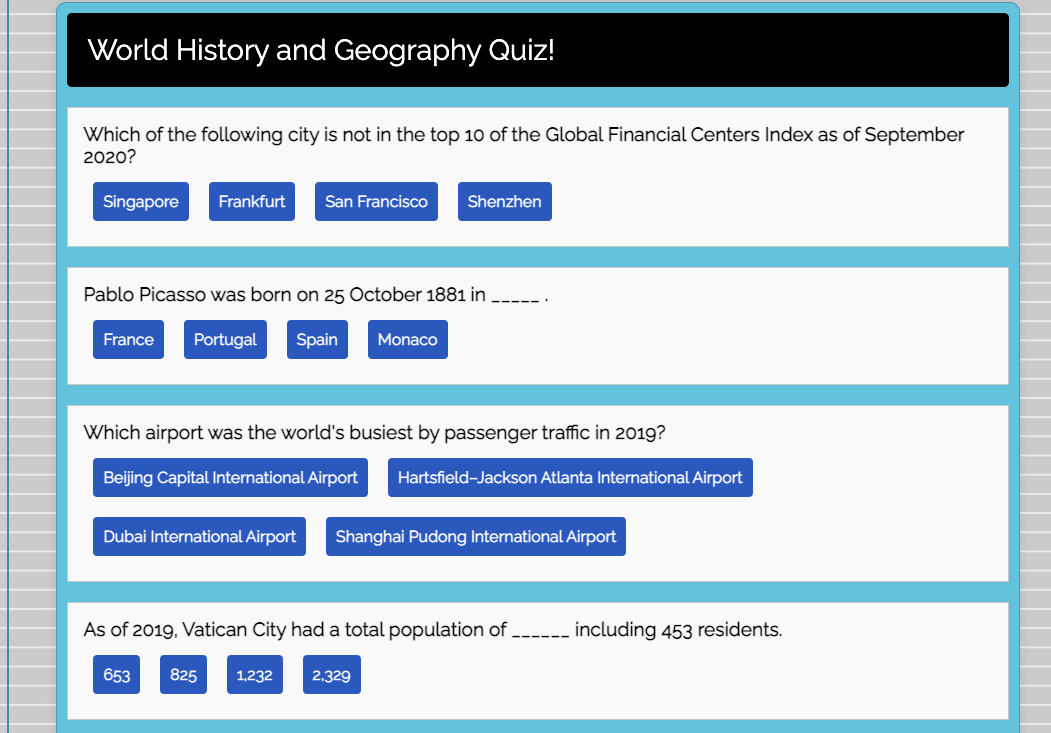 World History and Geography Quiz!
Which of the following city is not in the top 10 of the Global Financial Centers Index as of September
2020?
Singapore Frankfurt San Francisco Shenzhen
Pablo Picasso was born on 25 October 1881 in _____ .
France Portugal Spain Monaco
Which airport was the world's busiest by passenger traffic in 2019?
Beijing Capital International Airport Hartsfield–Jackson Atlanta International Airport
Dubai International Airport Shanghai Pudong International Airport
As of 2019, Vatican City had a total population of ______ including 453 residents.
653 825 1,232 2,329